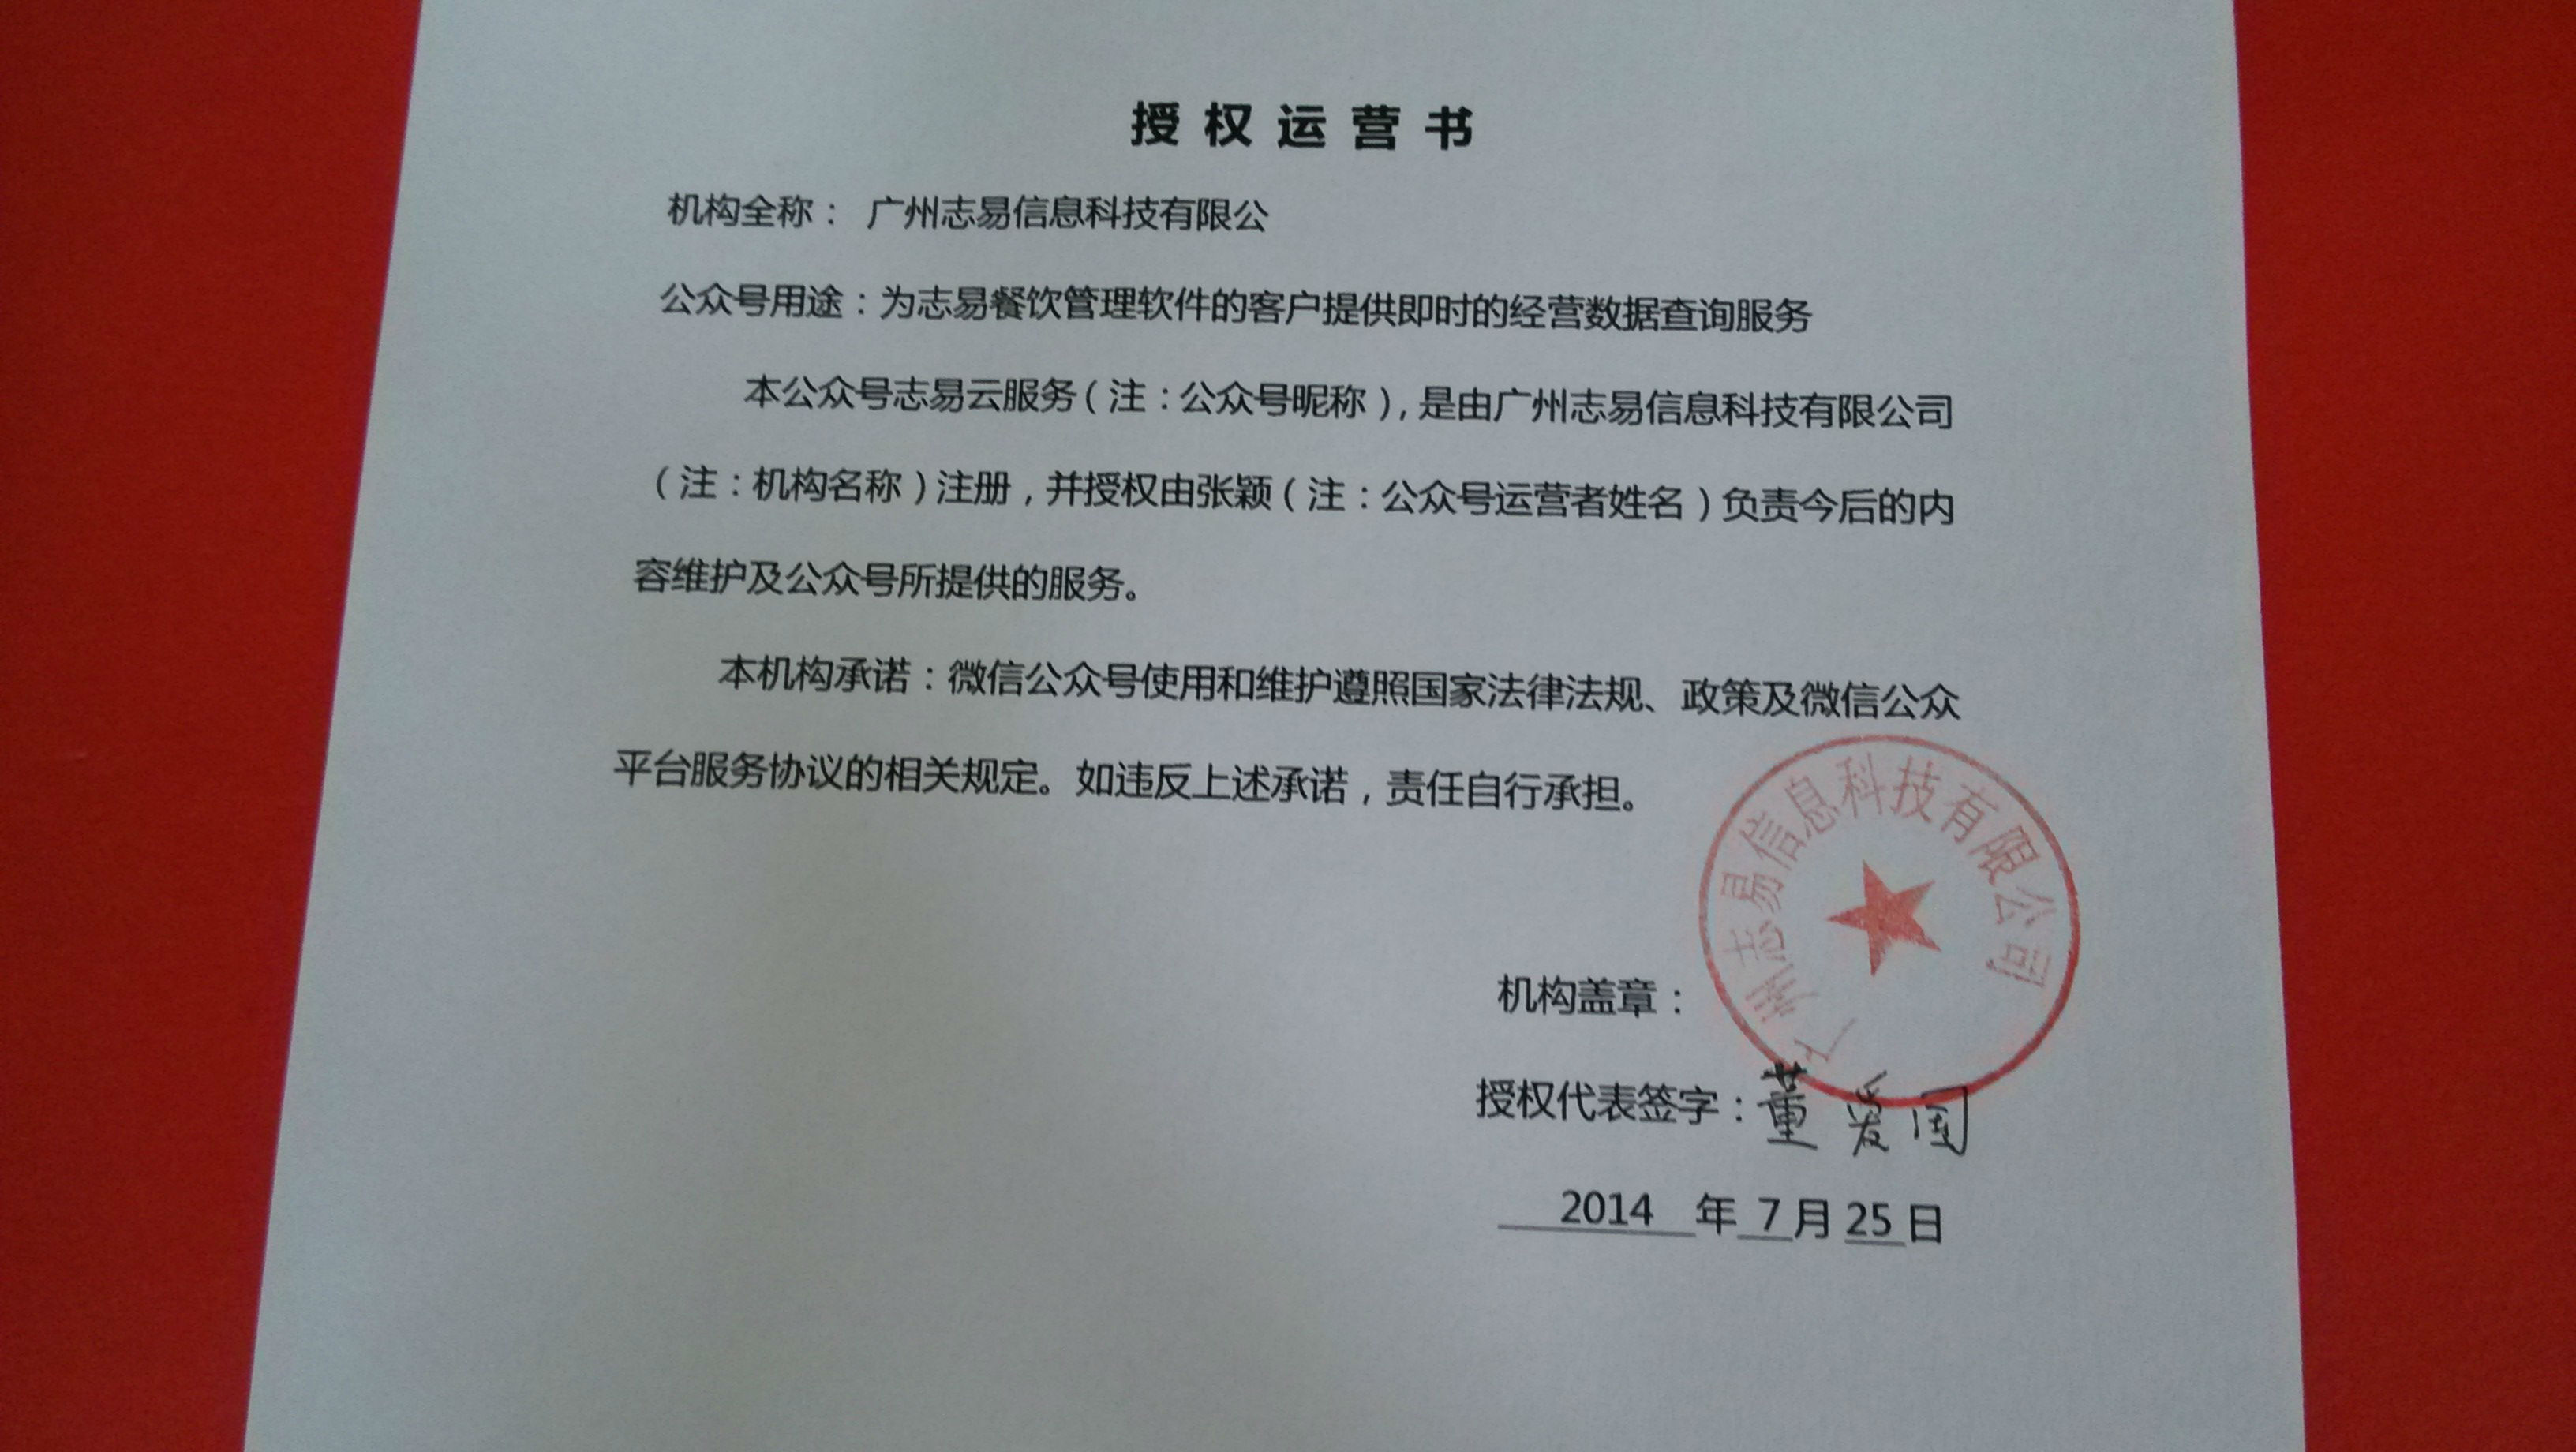 授权运营书
机构全称： 广州志易信息科技有限公
公众号用途：为志易餐饮管理软件的客户提供即时的经营数据查询服务
本公众号志易云服务（注：公众号昵称），是由广州志易信息科技有限公司
（注：机构名称）注册，并授权由张颖（注：公众号运营者姓名）负责今后的内
容维护及公众号所提供的服务。
本机构承诺：微信公众号使用和维护遵照国家法律法规、政策及微信公众
平台服务协议的相关规定。如违反上述承诺，责任自行承担。
广州志易信息科技有限公司
机构盖章：
授权代表签字：董爱国
2014 年 7 月 25 日